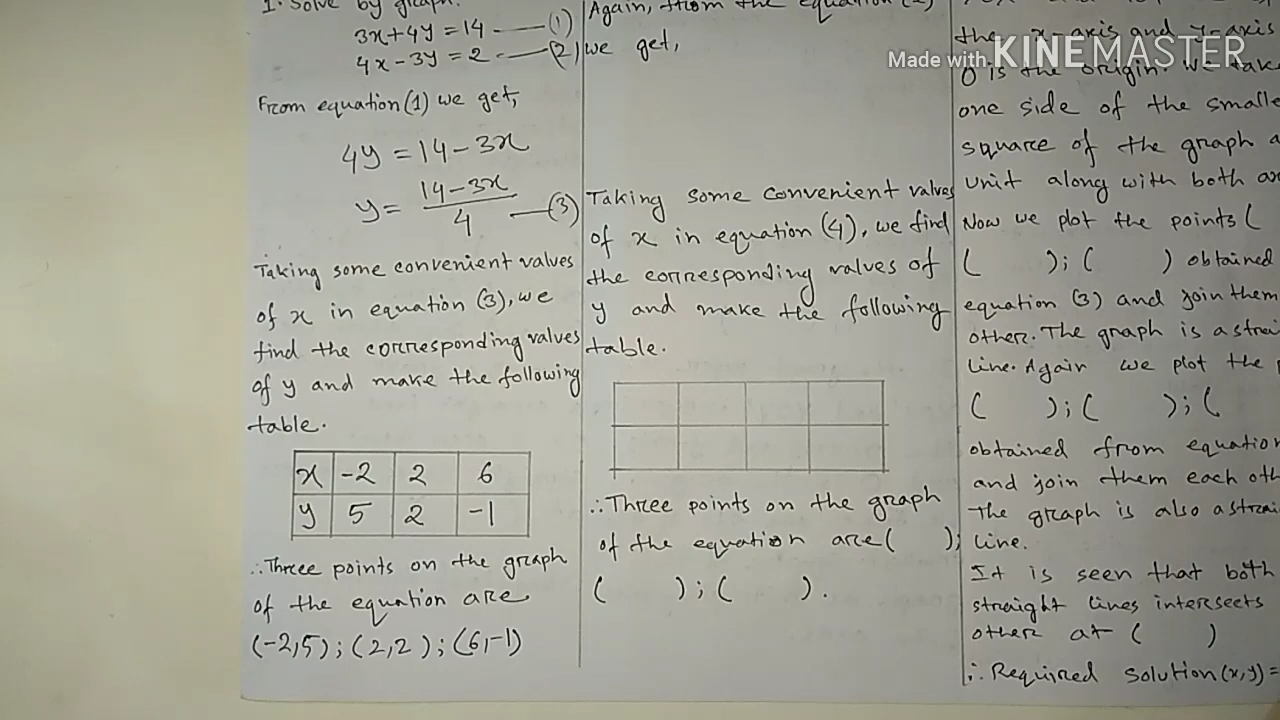 1. Solve by graph.
3x+4y=14 —(1)
4x-3y=2 —(2)
From equation(1) we get,
4y = 14-3x
y = 14-3x
4 —(3)
Taking some convenient values
of x in equation (3), we
find the corresponding values
of y and make the following
table.
x -2 2 6
y 5 2 -1
∴Three points on the graph
of the equation are
(-2,5); (2,2); (6,-1)
Again, from the equation (2)
we get,
Taking some convenient values
of x in equation (4), we find
the corresponding values of
y and make the following
table.
∴Three points on the graph
of the equation are( );
( ); ( ).
the x-axis and y-axis
Made with KINEMASTER
O is the origin. We take
one side of the smalle
square of the graph a
unit along with both
Now we plot the points (
( ); ( ) obtained
equation (3) and join them
other. The graph is a strai
line. Again we plot the
( ); ( ); (
obtained from equation
and join them each oth
The graph is also a strai
line.
It is seen that both
straight lines intersects
other at ( )
∴ Required solution (x,y) =